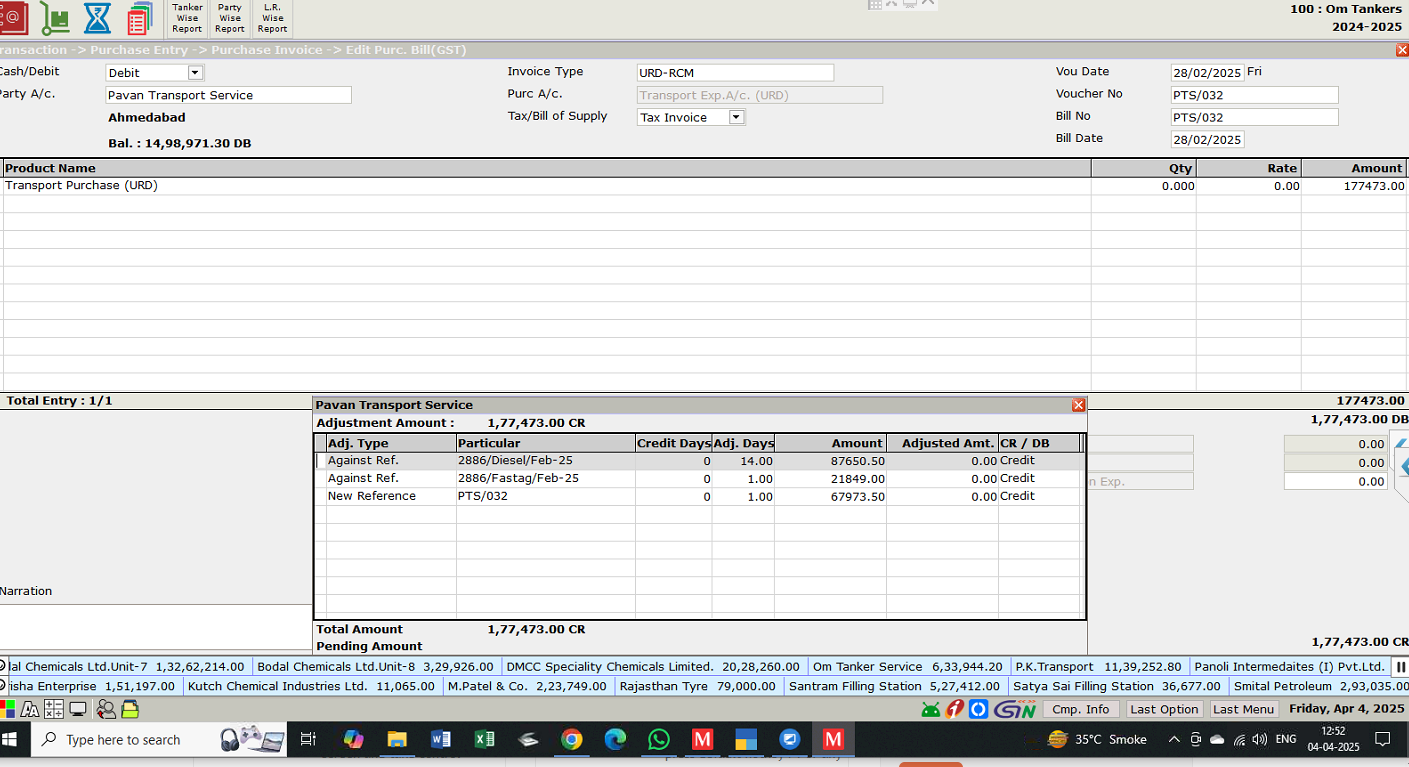 Tanker Wise Report
Party Wise Report
L.R. Wise Report
100 : Om Tankers
2024-2025
ransaction -> Purchase Entry -> Purchase Invoice -> Edit Purc. Bill(GST)
Cash/Debit Debit Invoice Type URD-RCM Vou Date 28/02/2025 Fri
Party A/c. Pavan Transport Service Purc A/c. Transport Exp.A/c. (URD) Voucher No PTS/032
Ahmedabad Tax/Bill of Supply Tax Invoice Bill No PTS/032
Bal. : 14,98,971.30 DB Bill Date 28/02/2025
Product Name Qty Rate Amount
Transport Purchase (URD) 0.000 0.00 177473.00
Total Entry : 1/1 177473.00
1,77,473.00 DB
Pavan Transport Service
Adjustment Amount : 1,77,473.00 CR
Adj. Type Particular Credit Days Adj. Days Amount Adjusted Amt. CR / DB
Against Ref. 2886/Diesel/Feb-25 0 14.00 87650.50 0.00 Credit
Against Ref. 2886/Fastag/Feb-25 0 1.00 21849.00 0.00 Credit
New Reference PTS/032 0 1.00 67973.50 0.00 Credit
0.00
0.00
n Exp. 0.00
Narration
Total Amount 1,77,473.00 CR
Pending Amount
1,77,473.00 CR
dal Chemicals Ltd.Unit-7 1,32,62,214.00 Bodal Chemicals Ltd.Unit-8 3,29,926.00 DMCC Speciality Chemicals Limited. 20,28,260.00 Om Tanker Service 6,33,944.20 P.K.Transport 11,39,252.80 Panoli Intermedaites (I) Pvt.Ltd.
risha Enterprise 1,51,197.00 Kutch Chemical Industries Ltd. 11,065.00 M.Patel & Co. 2,23,749.00 Rajasthan Tyre 79,000.00 Santram Filling Station 5,27,412.00 Satya Sai Filling Station 36,677.00 Smital Petroleum 2,93,035.00
GSTN Cmp. Info Last Option Last Menu Friday, Apr 4, 2025
Type here to search 35°C Smoke ENG 12:52
04-04-2025